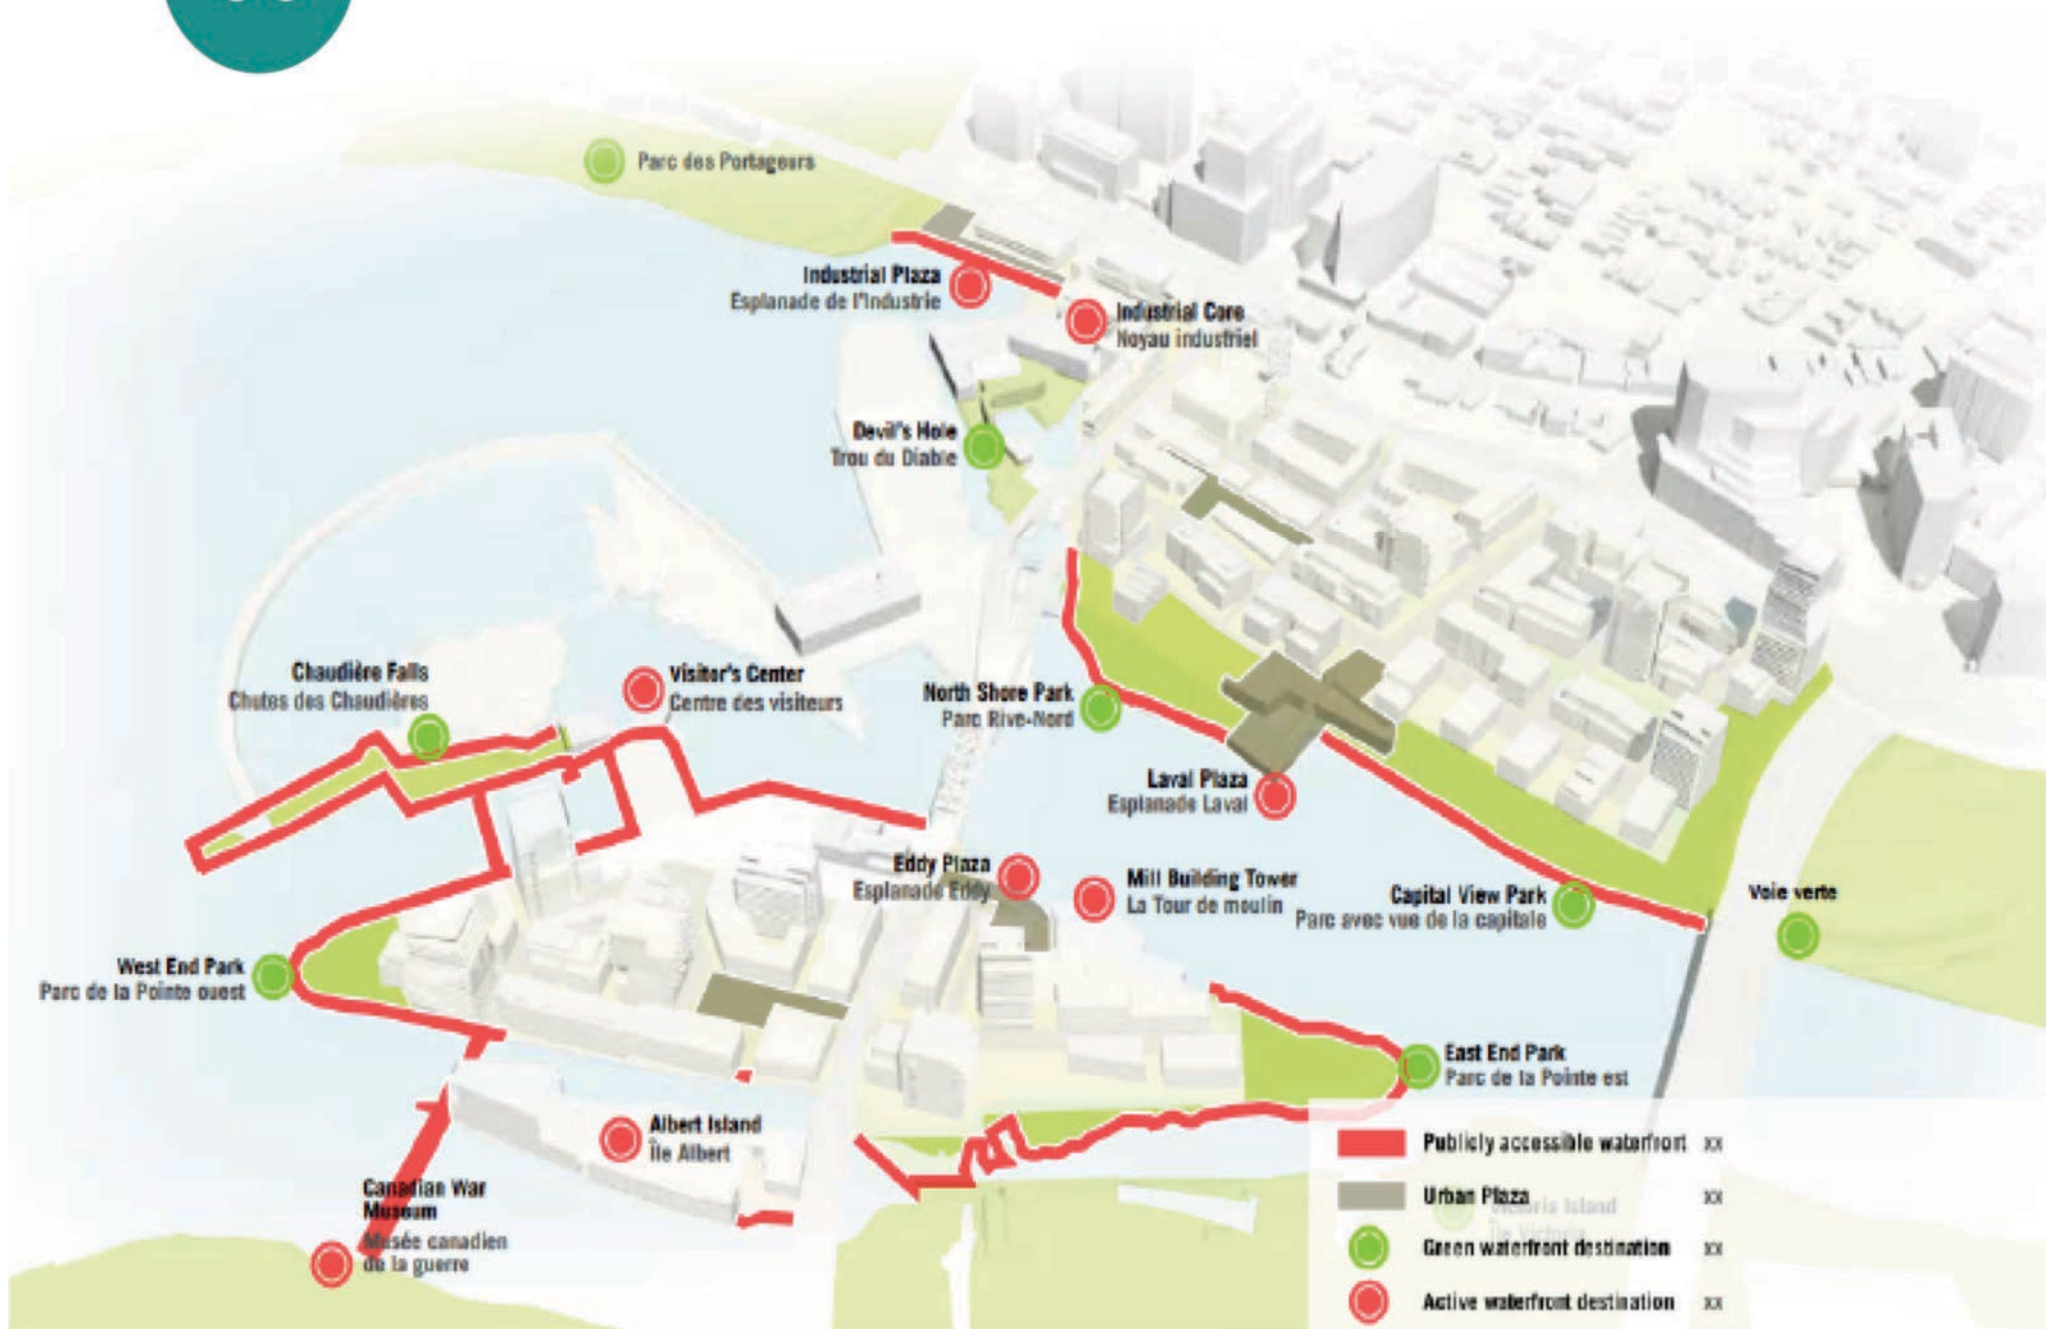 Parc des Portageurs
Industrial Plaza
Esplanade de l'Industrie
Industrial Core
Noyau industriel
Devil's Hole
Trou du Diable
Chaudière Falls
Chutes des Chaudières
Visitor's Center
Centre des visiteurs
North Shore Park
Parc Rive-Nord
Laval Plaza
Esplanade Laval
Eddy Plaza
Esplanade Eddy
Mill Building Tower
La Tour de moulin
Capital View Park
Parc avec vue de la capitale
Voie verte
West End Park
Parc de la Pointe ouest
East End Park
Parc de la Pointe est
Albert Island
Île Albert
Canadian War
Museum
Musée canadien
de la guerre
Publicly accessible waterfront xx
Urban Plaza xx
Victoria Island
Île Victoria
Green waterfront destination xx
Active waterfront destination xx